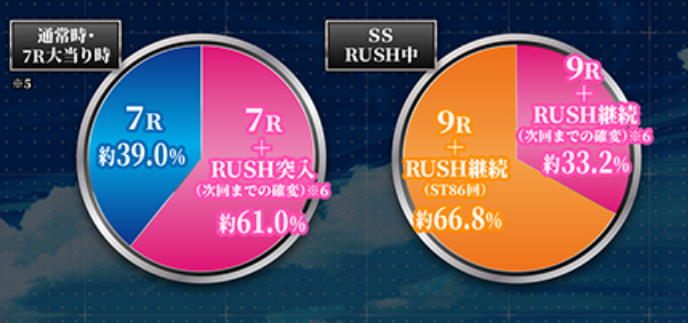 通常時・
7R大当り時
※5
7R
約39.0%
7R
+
RUSH突入
(次回までの確変)※6
約61.0%
SS
RUSH中
9R
+
RUSH継続
(次回までの確変)※6
約33.2%
9R
+
RUSH継続
(ST86回)
約66.8%